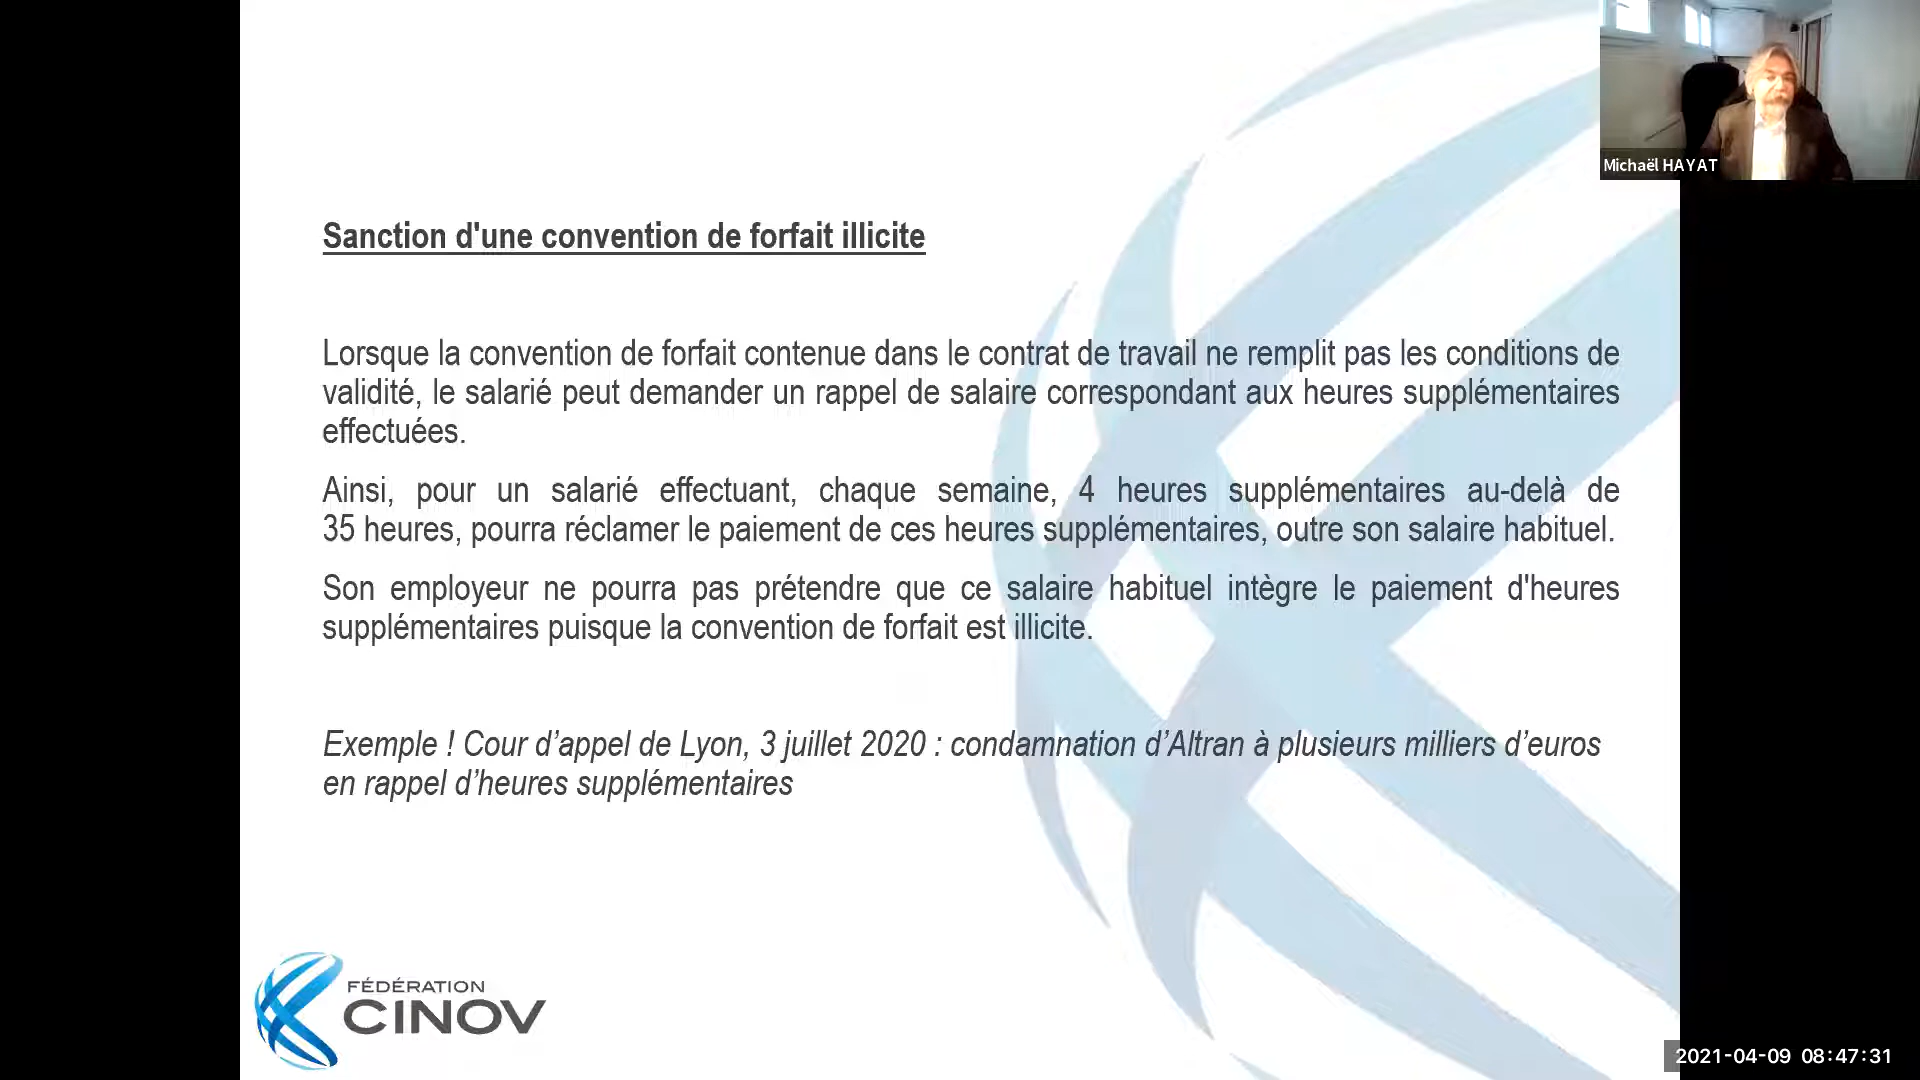 Michaël HAYAT
Sanction d'une convention de forfait illicite
Lorsque la convention de forfait contenue dans le contrat de travail ne remplit pas les conditions de
validité, le salarié peut demander un rappel de salaire correspondant aux heures supplémentaires
effectuées.
Ainsi, pour un salarié effectuant, chaque semaine, 4 heures supplémentaires au-delà de
35 heures, pourra réclamer le paiement de ces heures supplémentaires, outre son salaire habituel.
Son employeur ne pourra pas prétendre que ce salaire habituel intègre le paiement d'heures
supplémentaires puisque la convention de forfait est illicite.
Exemple ! Cour d’appel de Lyon, 3 juillet 2020 : condamnation d’Altran à plusieurs milliers d’euros
en rappel d’heures supplémentaires
FÉDÉRATION
CINOV
2021-04-09 08:47:31